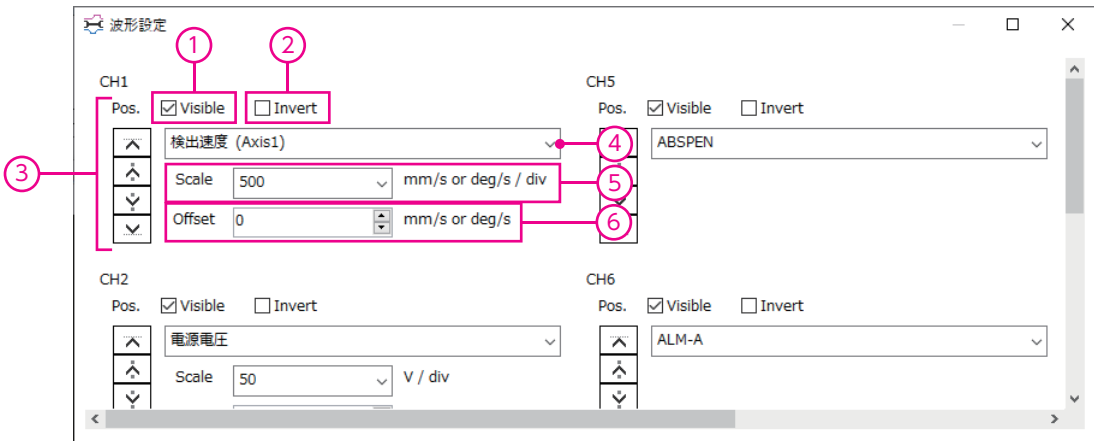 波形設定
1
2
CH1
Pos. Visible Invert
検出速度 (Axis1)
Scale 500 mm/s or deg/s / div
Offset 0 mm/s or deg/s
3
4
5
6
CH5
Pos. Visible Invert
ABSPEN
CH2
Pos. Visible Invert
電源電圧
Scale 50 V / div
CH6
Pos. Visible Invert
ALM-A